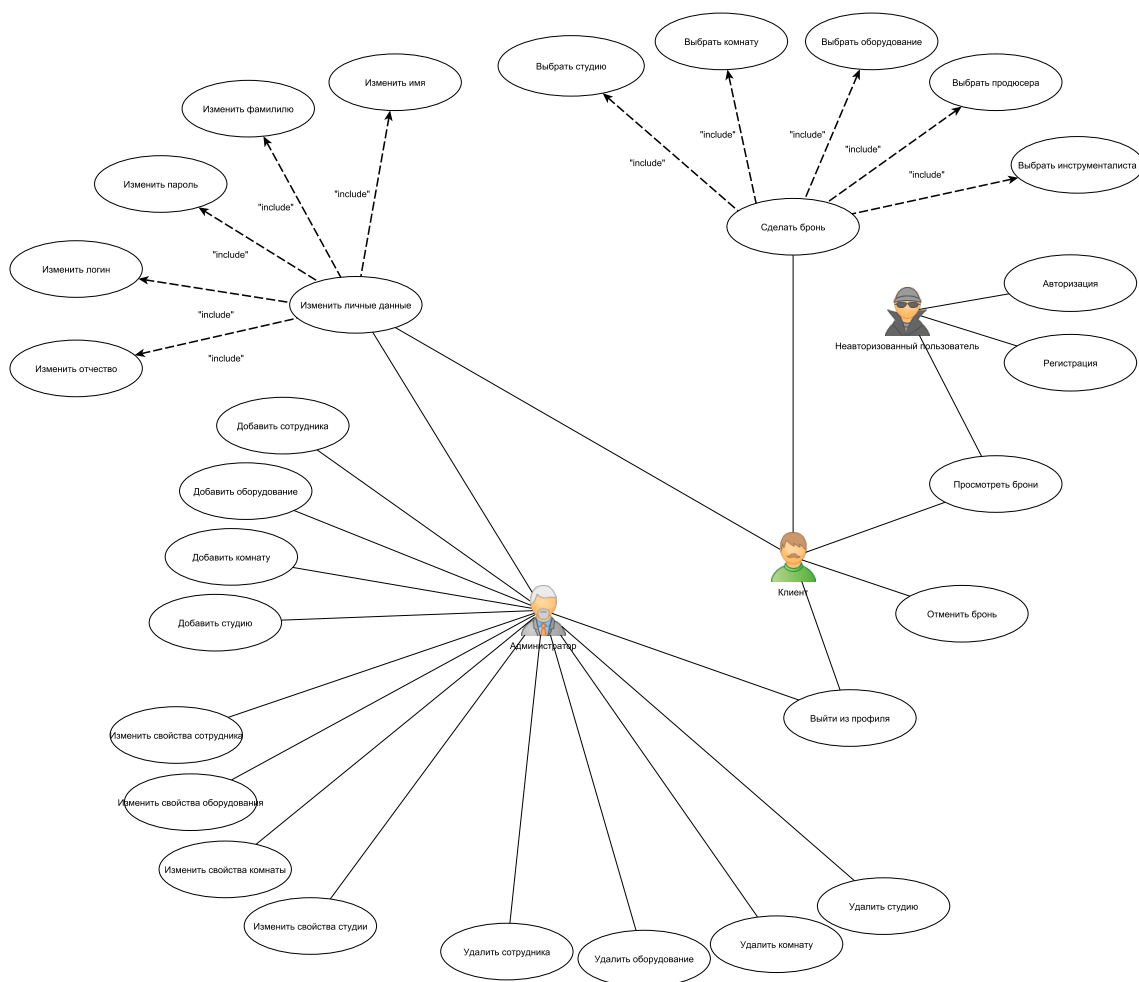 Выбрать комнату
Выбрать оборудование
Выбрать студию
Выбрать продюсера
Изменить имя
Изменить фамилилю
"include"
"include"
"include"
"include"
Выбрать инструменталиста
"include"
Изменить пароль
"include"
"include"
Сделать бронь
"include"
Изменить логин
Авторизация
Изменить личные данные
"include"
Неавторизованный пользователь
"include"
Регистрация
Изменить отчество
Добавить сотрудника
Просмотреть брони
Добавить оборудование
Добавить комнату
Клиент
Отменить бронь
Добавить студию
Администратор
Выйти из профиля
Изменить свойства сотрудника
Изменить свойства оборудования
Изменить свойства комнаты
Удалить студию
Изменить свойства студии
Удалить комнату
Удалить сотрудника
Удалить оборудование